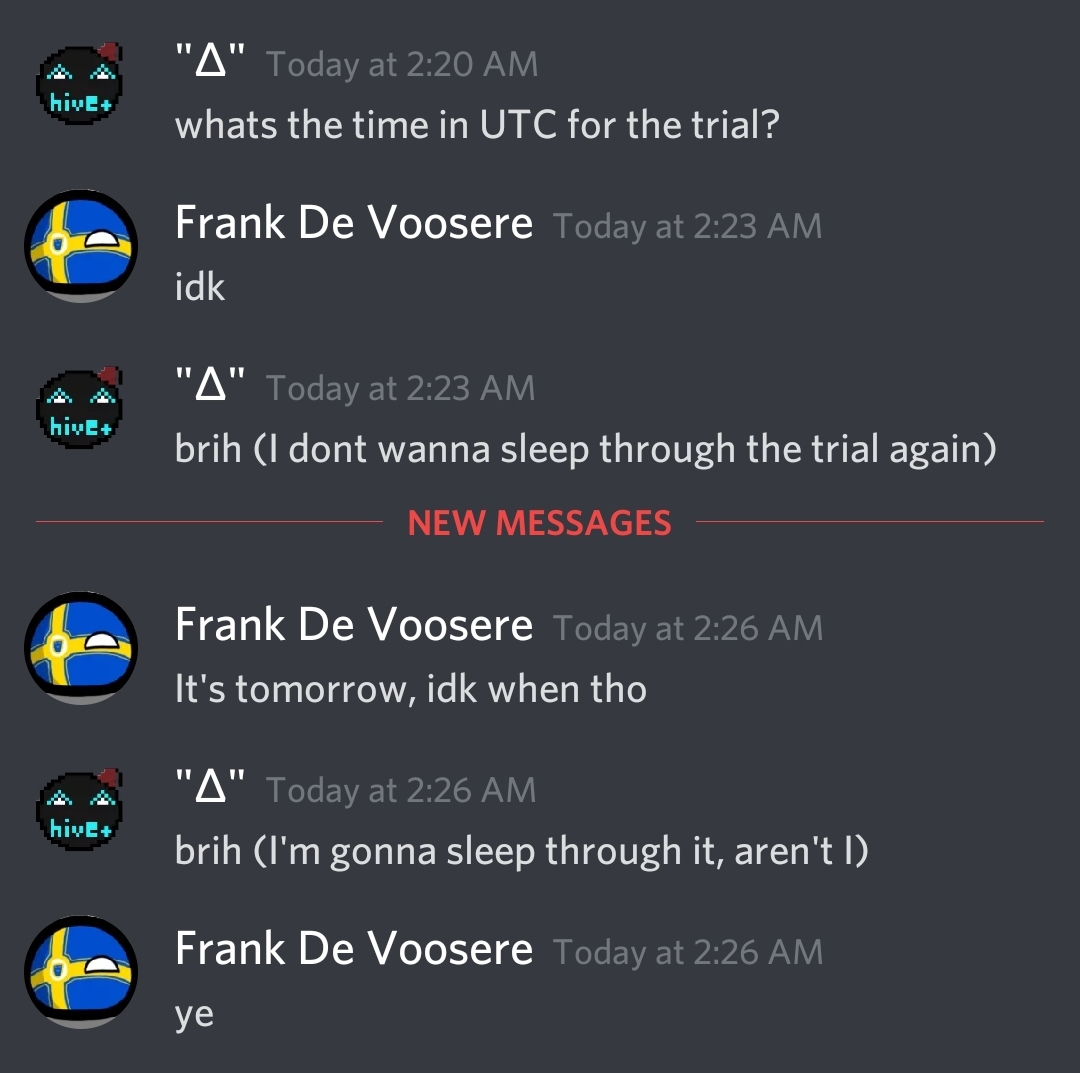 "Δ" Today at 2:20 AM
hivE+
whats the time in UTC for the trial?
Frank De Voosere Today at 2:23 AM
idk
"Δ" Today at 2:23 AM
hivE+
brih (I dont wanna sleep through the trial again)
NEW MESSAGES
Frank De Voosere Today at 2:26 AM
It's tomorrow, idk when tho
"Δ" Today at 2:26 AM
hivE+
brih (I'm gonna sleep through it, aren't I)
Frank De Voosere Today at 2:26 AM
ye